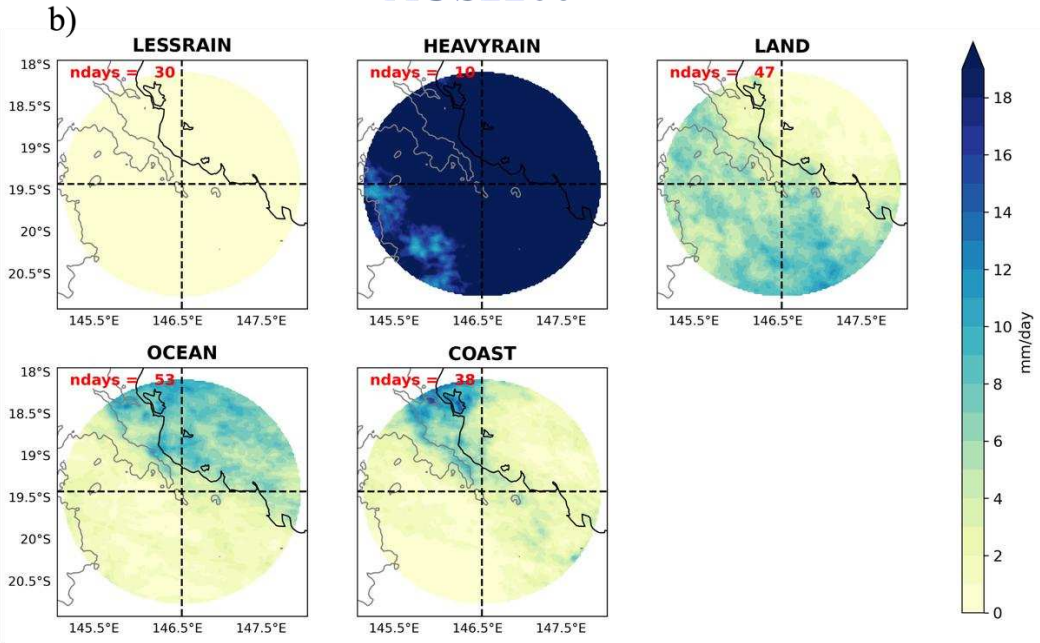 b)
LESSRAIN HEAVYRAIN LAND
ndays = 30
ndays = 10
ndays = 47
18°S
18.5°S
19°S
19.5°S
20°S
20.5°S
145.5°E 146.5°E 147.5°E
145.5°E 146.5°E 147.5°E
145.5°E 146.5°E 147.5°E
OCEAN COAST
ndays = 53
ndays = 38
18°S
18.5°S
19°S
19.5°S
20°S
20.5°S
145.5°E 146.5°E 147.5°E
145.5°E 146.5°E 147.5°E
18
16
14
12
10
8
6
4
2
0
mm/day